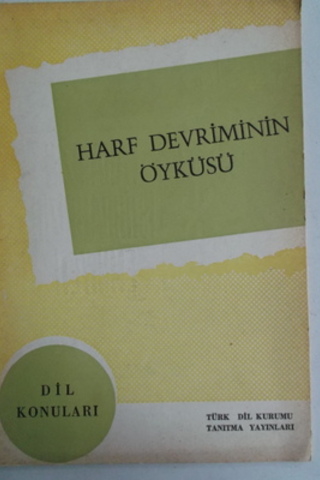 HARF DEVRİMİNİN
ÖYKÜSÜ
DİL
KONULARI
TÜRK DİL KURUMU
TANITMA YAYINLARI